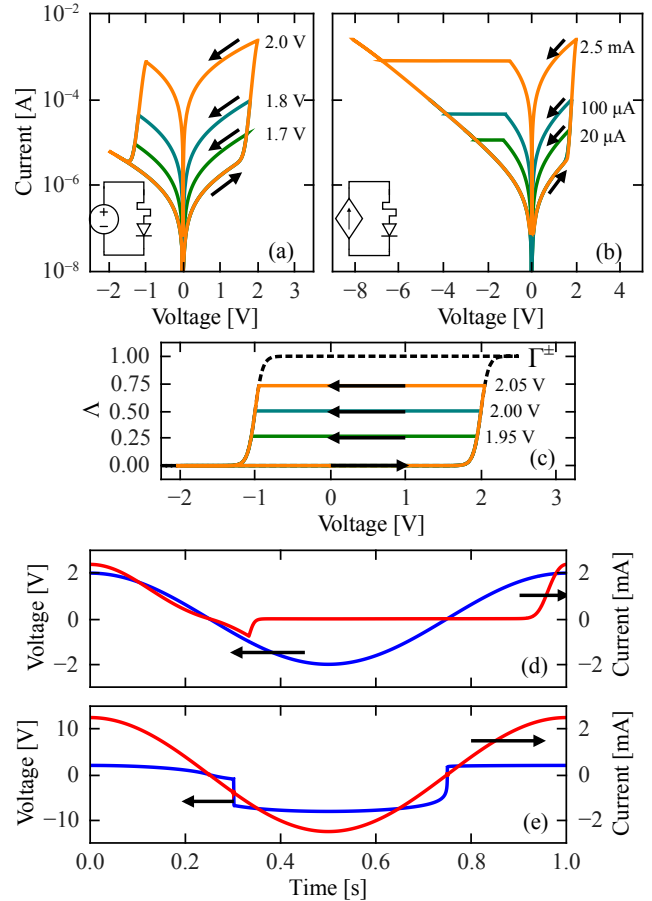 2.0 V
1.8 V
1.7 V
10⁻² 10⁻⁴ 10⁻⁶ 10⁻⁸
Current [A]
+
−
(a)
−2 −1 0 1 2 3
Voltage [V]
2.5 mA
100 μA
20 μA
(b)
−8 −6 −4 −2 0 2 4
Voltage [V]
Γ±
1.00
0.75
0.50
0.25
0.00
Λ
2.05 V
2.00 V
1.95 V
(c)
−2 −1 0 1 2
Voltage [V]
2
0
−2
Voltage [V]
2
0
−2
Current [mA]
(d)
10
0
−10
Voltage [V]
2
0
−2
Current [mA]
(e)
0.0 0.2 0.4 0.6 0.8 1.0
Time [s]